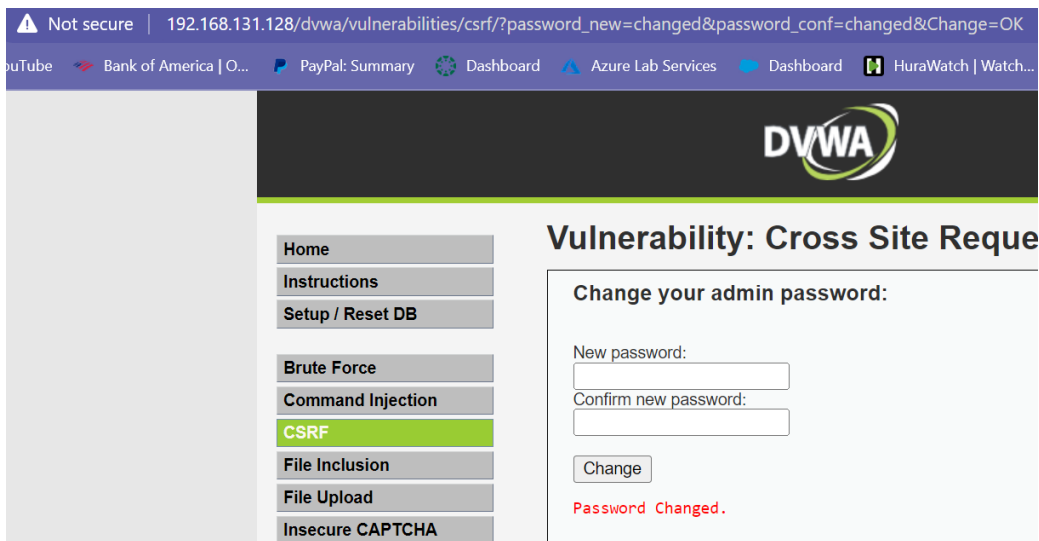 Not secure | 192.168.131.128/dvwa/vulnerabilities/csrf/?password_new=changed&password_conf=changed&Change=OK
ouTube Bank of America | O... PayPal: Summary Dashboard Azure Lab Services Dashboard HuraWatch | Watch...
DVWA
Vulnerability: Cross Site Reque
Home
Instructions
Setup / Reset DB
Brute Force
Command Injection
CSRF
File Inclusion
File Upload
Insecure CAPTCHA
Change your admin password:
New password:
Confirm new password:
Change
Password Changed.